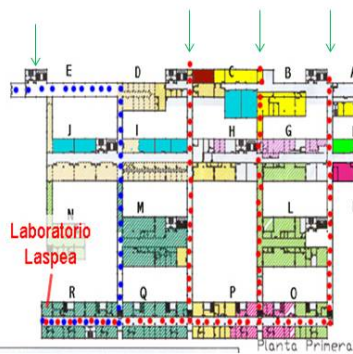 E D C B A
J I H G
N M L
Laboratorio
Laspea
R Q P O
Planta Primera